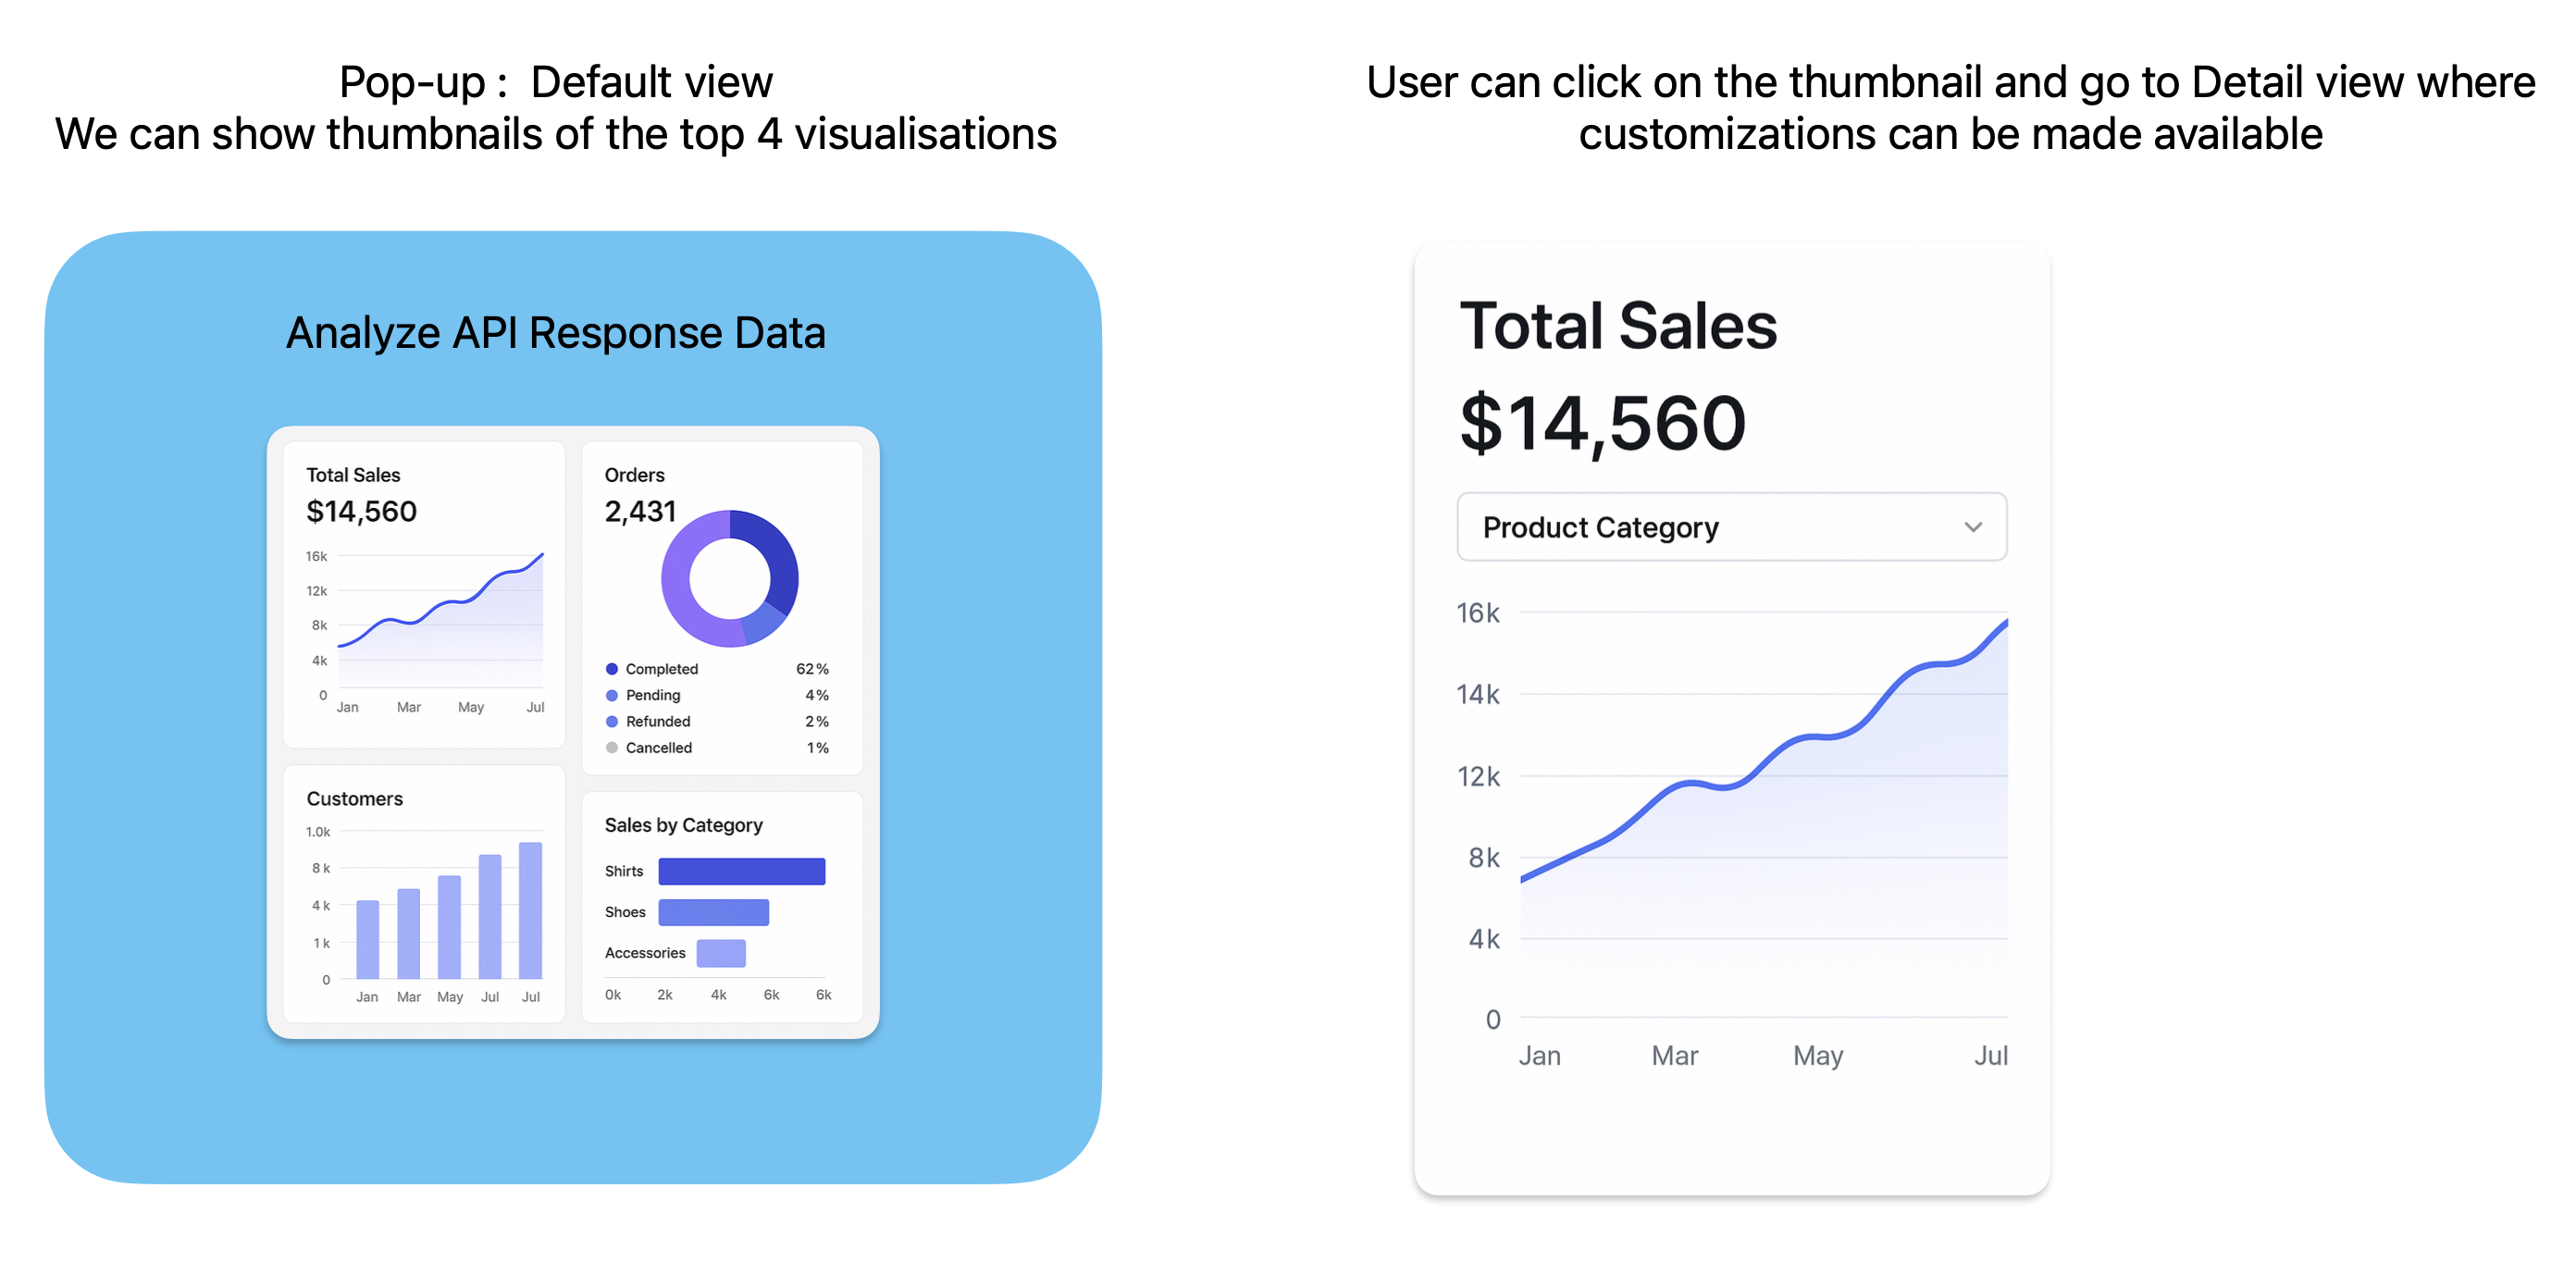 Pop-up :  Default view
We can show thumbnails of the top 4 visualisations
User can click on the thumbnail and go to Detail view where
customizations can be made available
Analyze API Response Data
Total Sales
$14,560
16k
12k
8k
4k
0
Jan Mar May Jul
Orders
2,431
Completed 62%
Pending 4%
Refunded 2%
Cancelled 1%
Customers
1.0k
8 k
4 k
1 k
0
Jan Mar May Jul Jul
Sales by Category
Shirts
Shoes
Accessories
0k 2k 4k 6k 6k
Total Sales
$14,560
Product Category
16k
14k
12k
8k
4k
0
Jan Mar May Jul